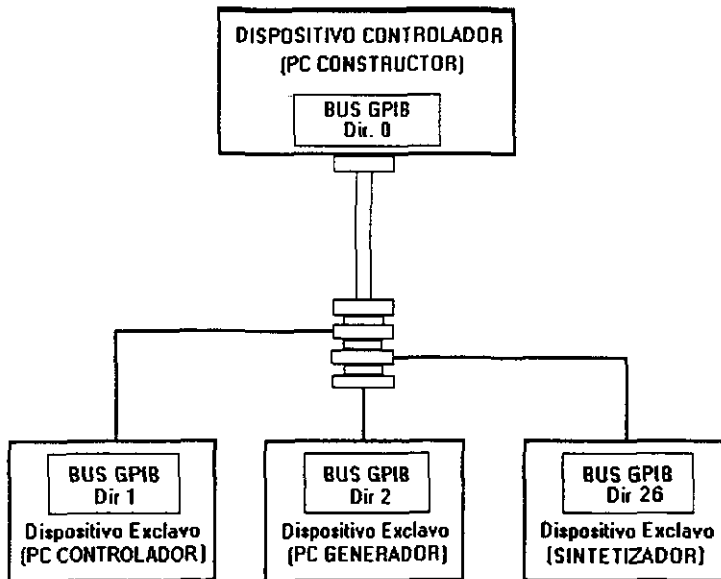 DISPOSITIVO CONTROLADOR
(PC CONSTRUCTOR)
BUS GPIB
Dir. 0
BUS GPIB
Dir 1
Dispositivo Exclavo
(PC CONTROLADOR)
BUS GPIB
Dir 2
Dispositivo Exclavo
(PC GENERADOR)
BUS GPIB
Dir 26
Dispositivo Exclavo
(SINTETIZADOR)